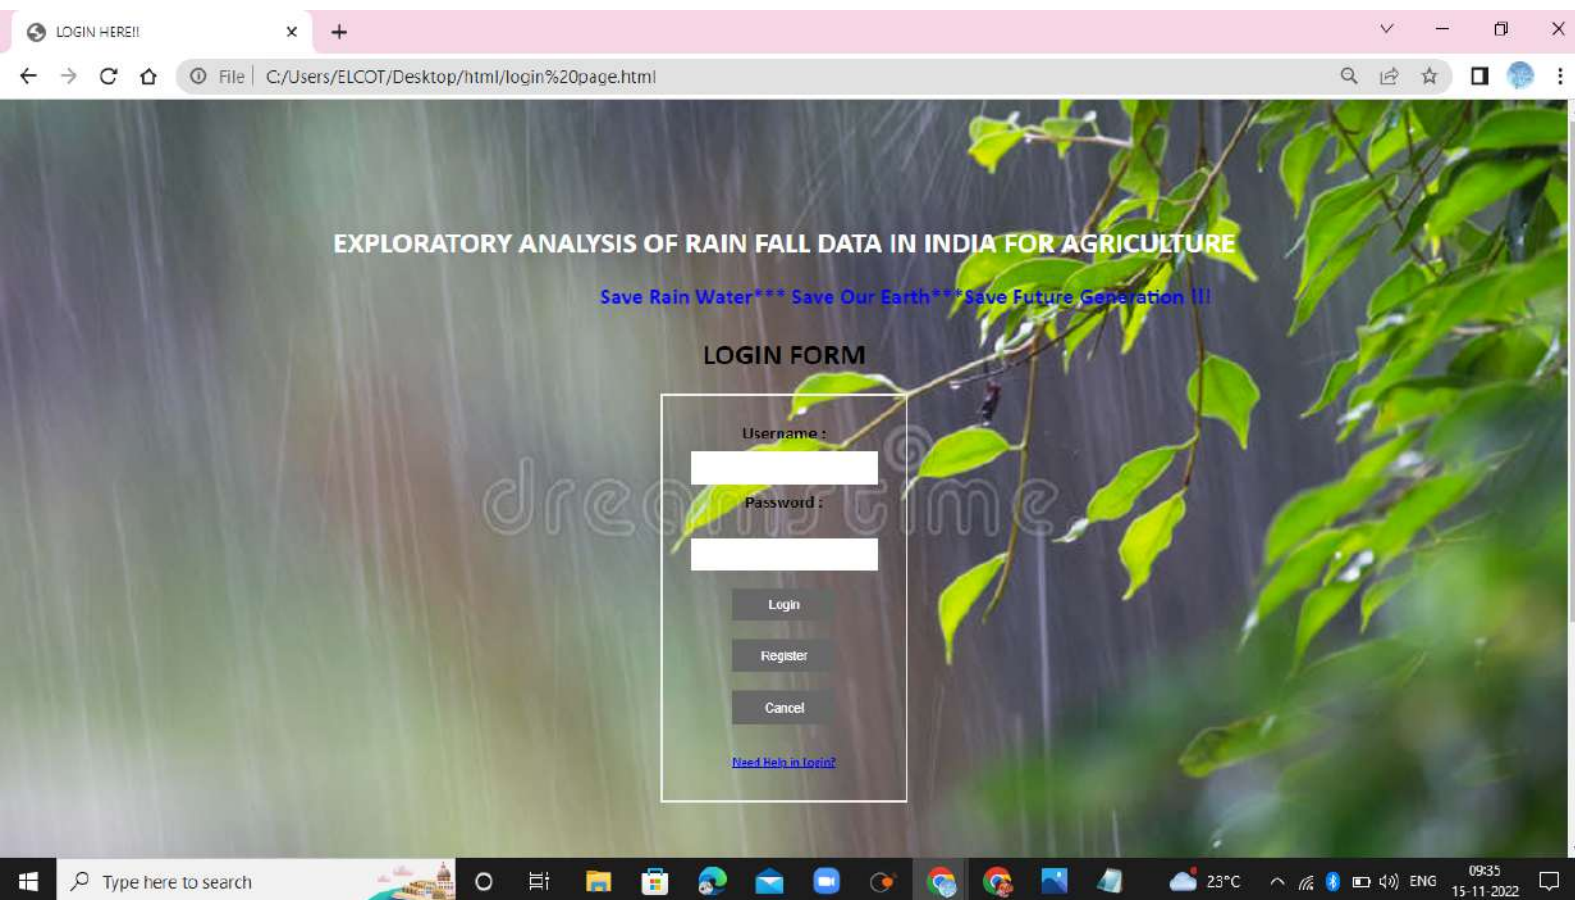 LOGIN HERE!!
File C:/Users/ELCOT/Desktop/html/login%20page.html
EXPLORATORY ANALYSIS OF RAIN FALL DATA IN INDIA FOR AGRICULTURE
Save Rain Water*** Save Our Earth***Save Future Generation !!!
LOGIN FORM
Username :
dreamstime
Password :
Login
Register
Cancel
Need Help in Login?
Type here to search
23°C
ENG
09:35
15-11-2022